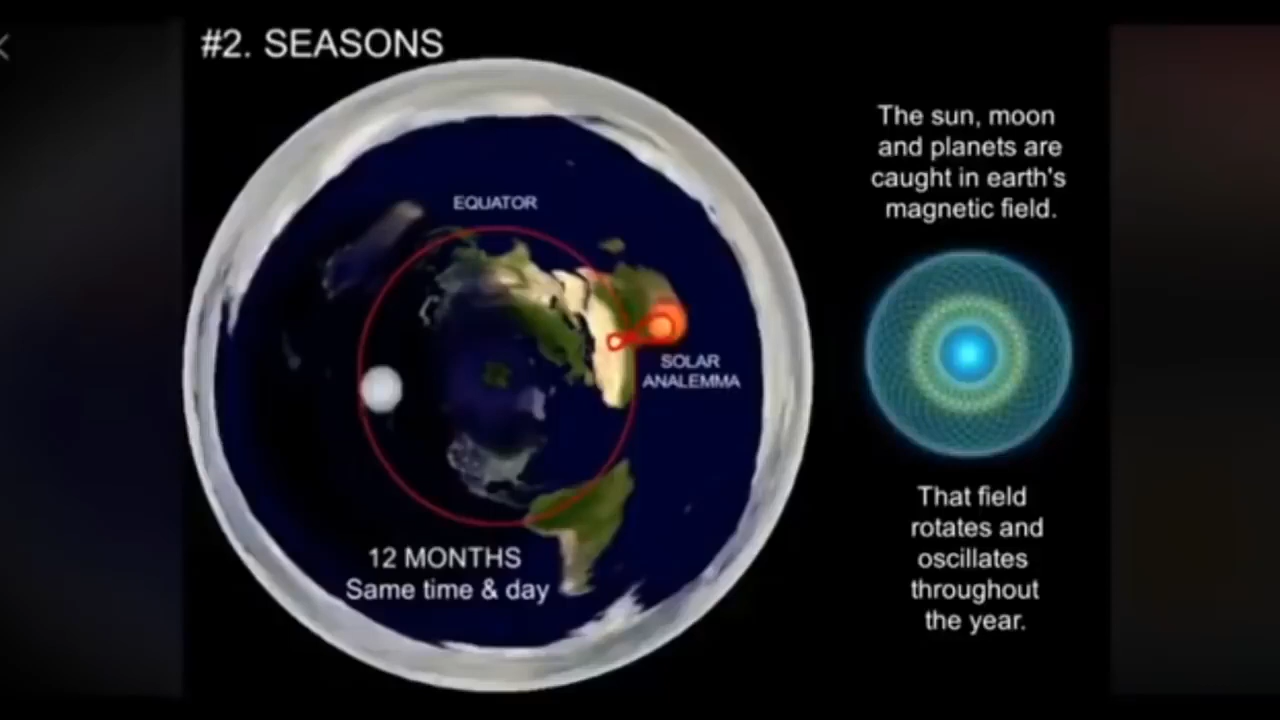 #2. SEASONS
EQUATOR
SOLAR
ANALEMMA
12 MONTHS
Same time & day
The sun, moon
and planets are
caught in earth's
magnetic field.
That field
rotates and
oscillates
throughout
the year.